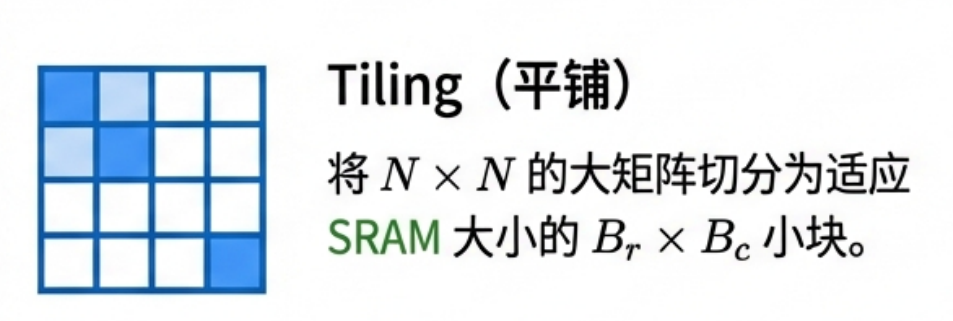 Tiling（平铺）
将 N × N 的大矩阵切分为适应
SRAM 大小的 B_r × B_c 小块。